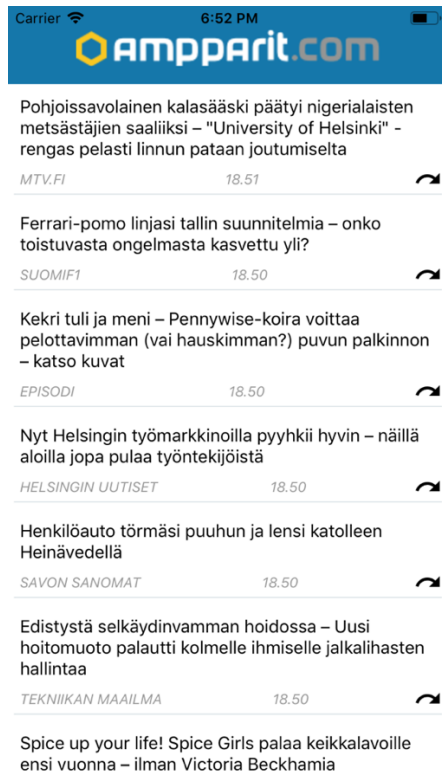 Carrier 6:52 PM
Ampparit.com
Pohjoissavolainen kalasääski päätyi nigerialaisten
metsästäjien saaliiksi – "University of Helsinki" -
rengas pelasti linnun pataan joutumiselta
MTV.FI 18.51
Ferrari-pomo linjasi tallin suunnitelmia – onko
toistuvasta ongelmasta kasvettu yli?
SUOMIF1 18.50
Kekri tuli ja meni – Pennywise-koira voittaa
pelottavimman (vai hauskimman?) puvun palkinnon
– katso kuvat
EPISODI 18.50
Nyt Helsingin työmarkkinoilla pyyhkii hyvin – näillä
aloilla jopa pulaa työntekijöistä
HELSINGIN UUTISET 18.50
Henkilöauto törmäsi puuhun ja lensi katolleen
Heinävedellä
SAVON SANOMAT 18.50
Edistystä selkäydinvamman hoidossa – Uusi
hoitomuoto palautti kolmelle ihmiselle jalkalihasten
hallintaa
TEKNIIKAN MAAILMA 18.50
Spice up your life! Spice Girls palaa keikkalavoille
ensi vuonna – ilman Victoria Beckhamia